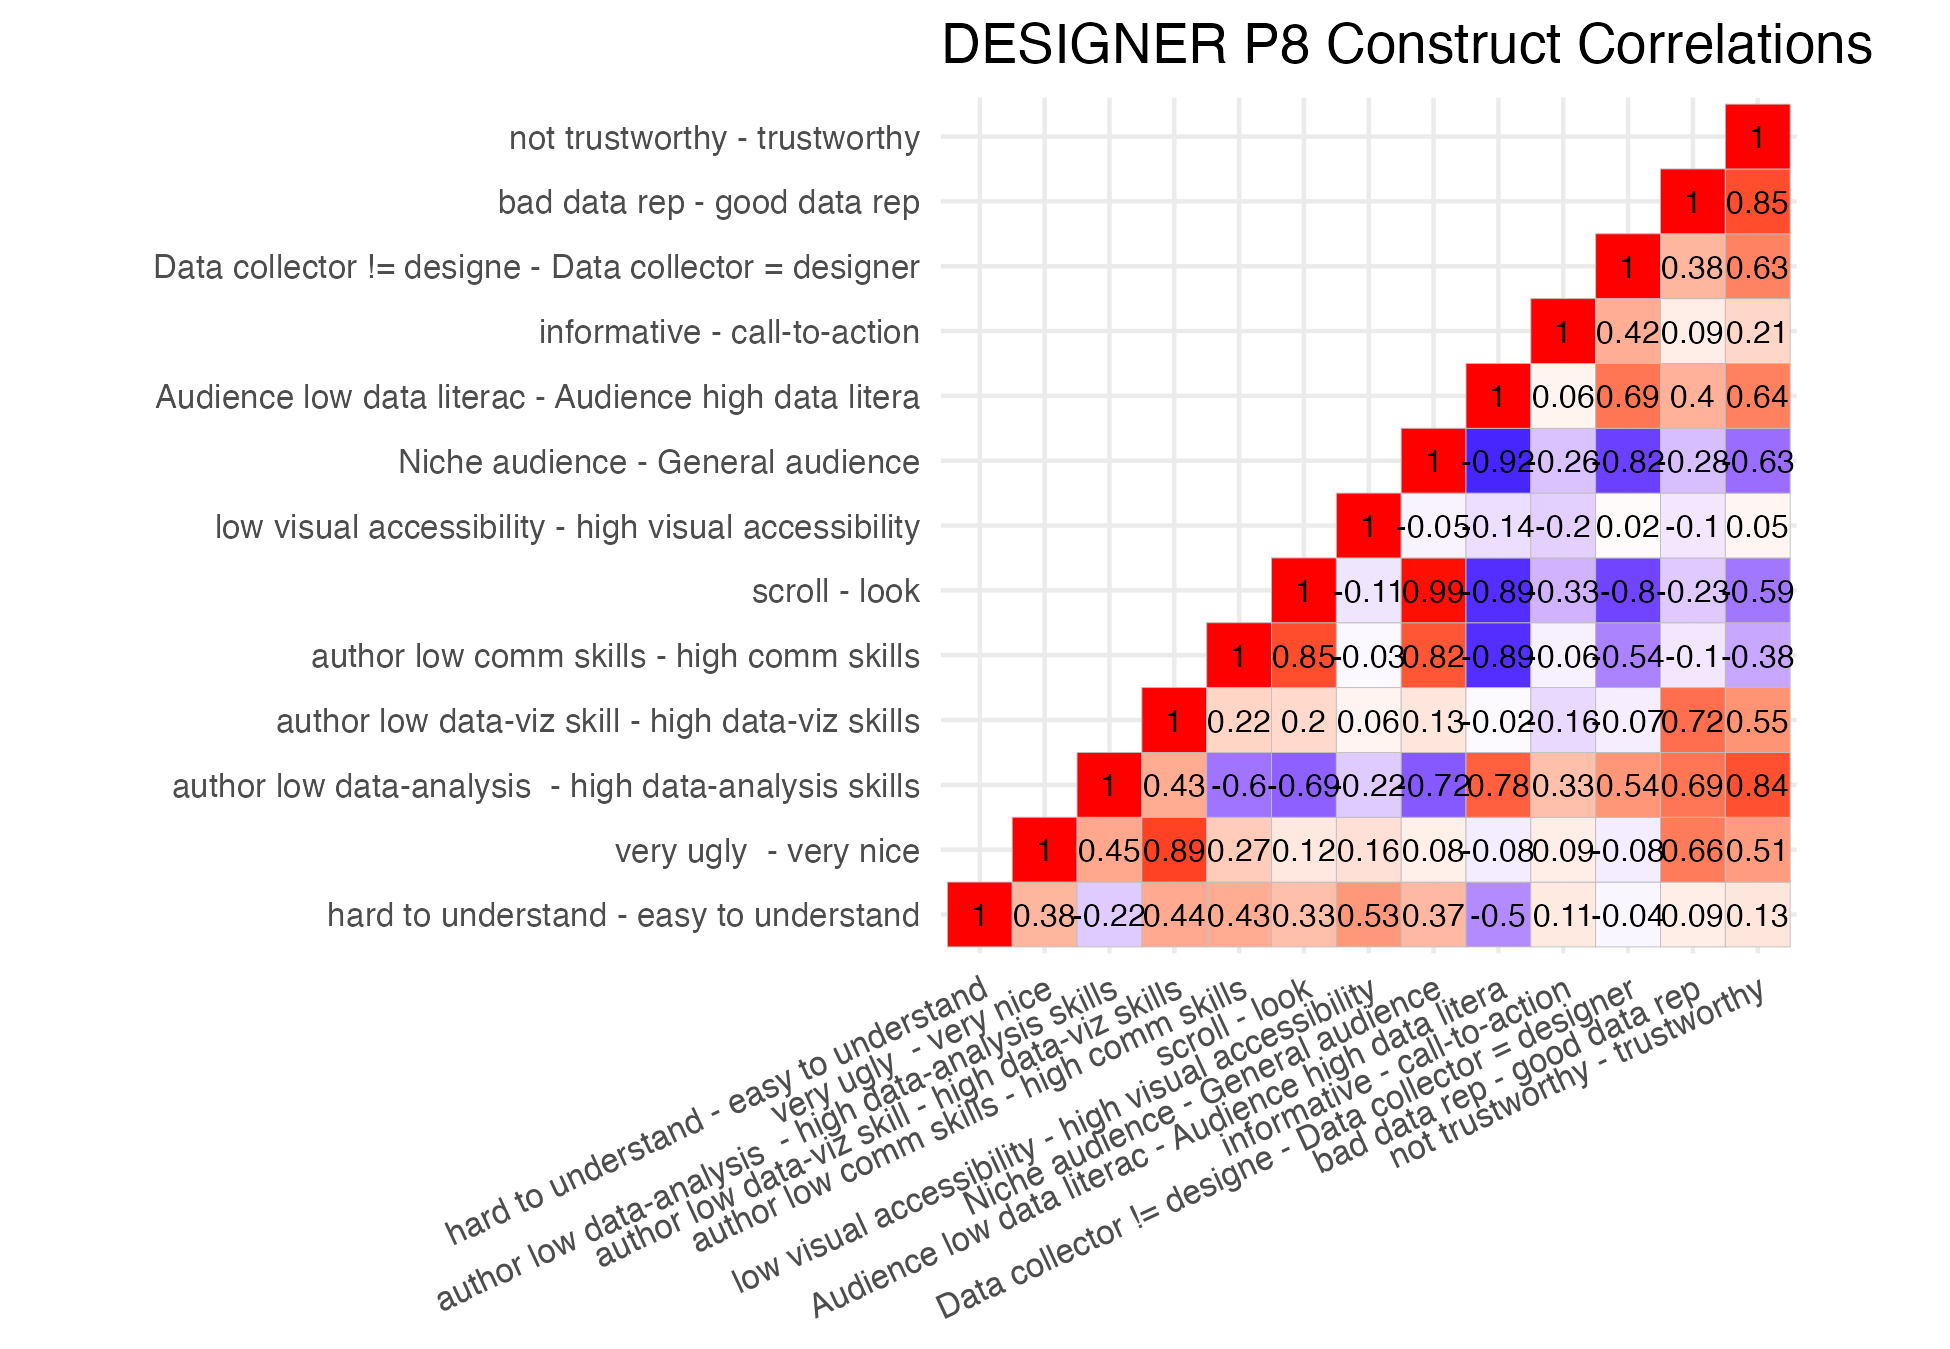 DESIGNER P8 Construct Correlations
not trustworthy - trustworthy
1
bad data rep - good data rep
1 0.85
Data collector != designe - Data collector = designer
1 0.38 0.63
informative - call-to-action
1 0.42 0.09 0.21
Audience low data literac - Audience high data litera
1 0.06 0.69 0.4 0.64
Niche audience - General audience
1 -0.92 -0.26 -0.82 -0.28 -0.63
low visual accessibility - high visual accessibility
1 -0.05 -0.14 -0.2 0.02 -0.1 0.05
scroll - look
1 -0.11 0.99 -0.89 -0.33 -0.8 -0.23 -0.59
author low comm skills - high comm skills
1 0.85 -0.03 0.82 -0.89 -0.06 -0.54 -0.1 -0.38
author low data-viz skill - high data-viz skills
1 0.22 0.2 0.06 0.13 -0.02 -0.16 -0.07 0.72 0.55
author low data-analysis  - high data-analysis skills
1 0.43 -0.6 -0.69 -0.22 -0.72 0.78 0.33 0.54 0.69 0.84
very ugly  - very nice
1 0.45 0.89 0.27 0.12 0.16 0.08 -0.08 0.09 -0.08 0.66 0.51
hard to understand - easy to understand
1 0.38 -0.22 0.44 0.43 0.33 0.53 0.37 -0.5 0.11 -0.04 0.09 0.13
hard to understand - easy to understand
very ugly  - very nice
author low data-analysis  - high data-analysis skills
author low data-viz skill - high data-viz skills
author low comm skills - high comm skills
scroll - look
low visual accessibility - high visual accessibility
Niche audience - General audience
Audience low data literac - Audience high data litera
informative - call-to-action
Data collector != designe - Data collector = designer
bad data rep - good data rep
not trustworthy - trustworthy